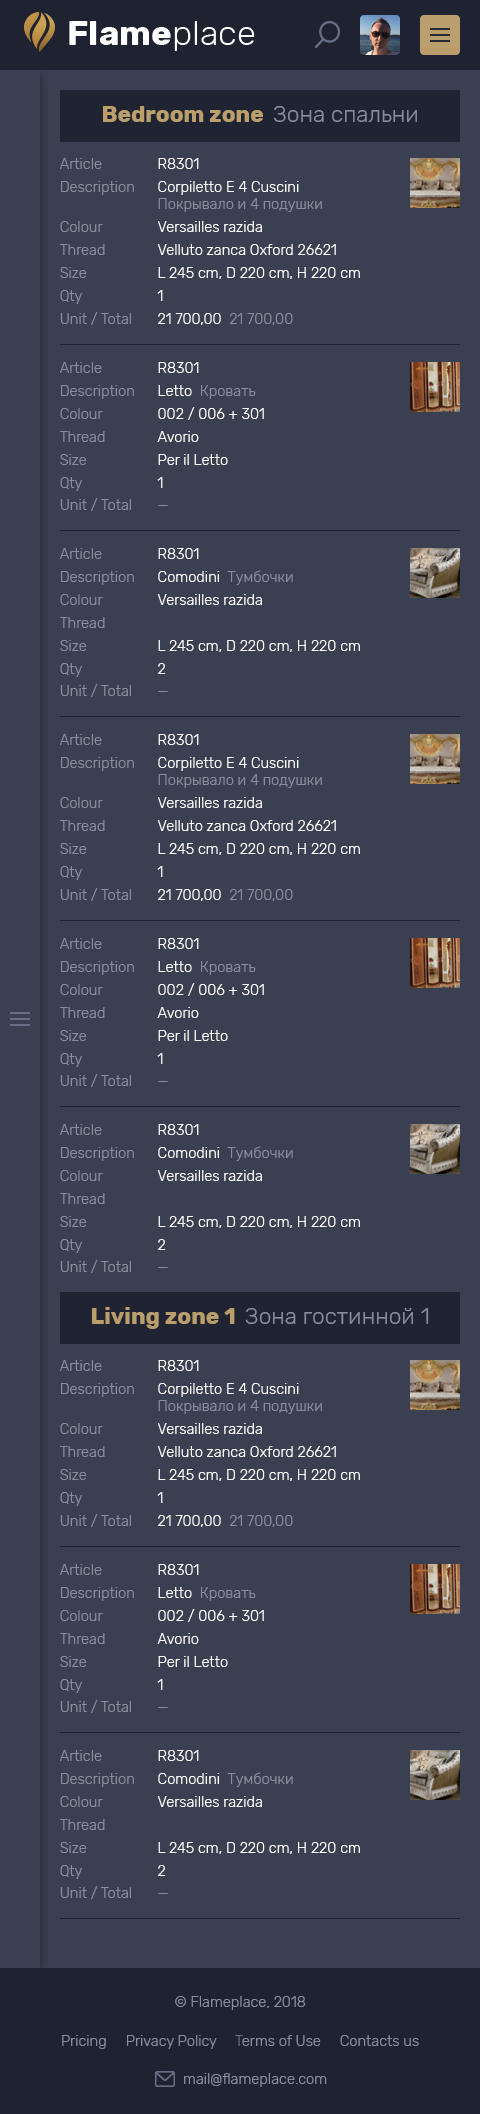 Flameplace
Bedroom zone Зона спальни
Article R8301
Description Corpiletto E 4 Cuscini
Покрывало и 4 подушки
Colour Versailles razida
Thread Velluto zanca Oxford 26621
Size L 245 cm, D 220 cm, H 220 cm
Qty 1
Unit / Total 21 700,00 21 700,00
Article R8301
Description Letto Кровать
Colour 002 / 006 + 301
Thread Avorio
Size Per il Letto
Qty 1
Unit / Total —
Article R8301
Description Comodini Тумбочки
Colour Versailles razida
Thread
Size L 245 cm, D 220 cm, H 220 cm
Qty 2
Unit / Total —
Article R8301
Description Corpiletto E 4 Cuscini
Покрывало и 4 подушки
Colour Versailles razida
Thread Velluto zanca Oxford 26621
Size L 245 cm, D 220 cm, H 220 cm
Qty 1
Unit / Total 21 700,00 21 700,00
Article R8301
Description Letto Кровать
Colour 002 / 006 + 301
Thread Avorio
Size Per il Letto
Qty 1
Unit / Total —
Article R8301
Description Comodini Тумбочки
Colour Versailles razida
Thread
Size L 245 cm, D 220 cm, H 220 cm
Qty 2
Unit / Total —
Living zone 1 Зона гостинной 1
Article R8301
Description Corpiletto E 4 Cuscini
Покрывало и 4 подушки
Colour Versailles razida
Thread Velluto zanca Oxford 26621
Size L 245 cm, D 220 cm, H 220 cm
Qty 1
Unit / Total 21 700,00 21 700,00
Article R8301
Description Letto Кровать
Colour 002 / 006 + 301
Thread Avorio
Size Per il Letto
Qty 1
Unit / Total —
Article R8301
Description Comodini Тумбочки
Colour Versailles razida
Thread
Size L 245 cm, D 220 cm, H 220 cm
Qty 2
Unit / Total —
© Flameplace, 2018
Pricing Privacy Policy Terms of Use Contacts us
mail@flameplace.com